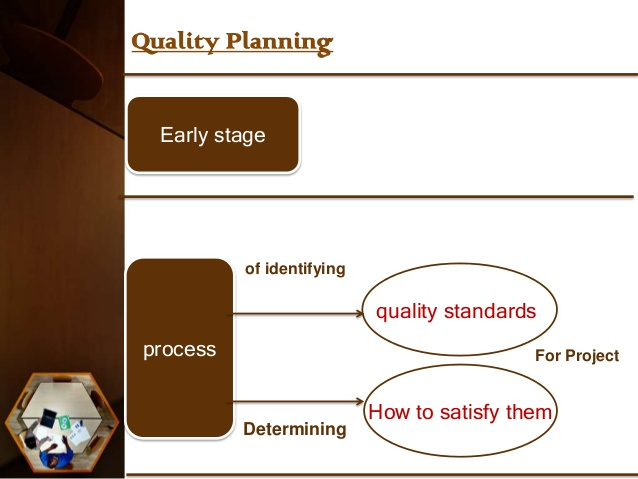 Quality Planning
Early stage
of identifying
quality standards
process
For Project
How to satisfy them
Determining